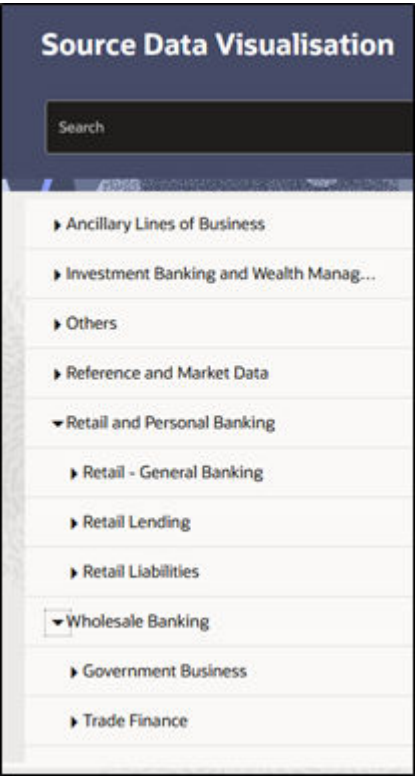 Source Data Visualisation
Search
Ancillary Lines of Business
Investment Banking and Wealth Manag...
Others
Reference and Market Data
Retail and Personal Banking
Retail - General Banking
Retail Lending
Retail Liabilities
Wholesale Banking
Government Business
Trade Finance